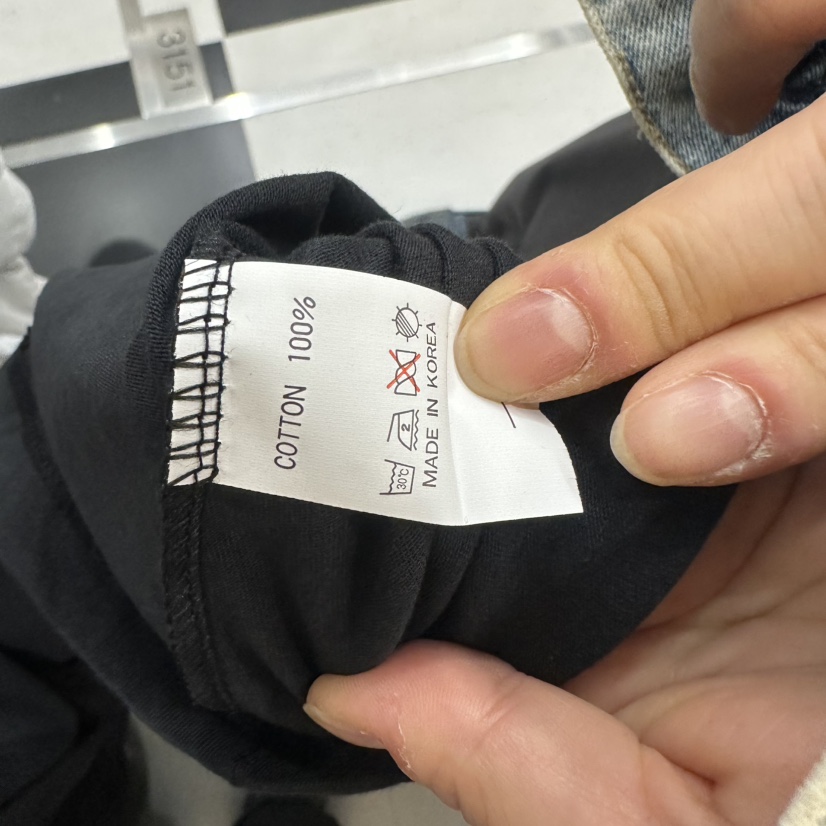 COTTON 100%
30℃ 2
MADE IN KOREA
3151